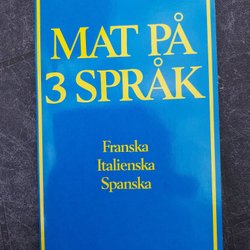 MAT PÅ
3 SPRÅK
Franska
Italienska
Spanska